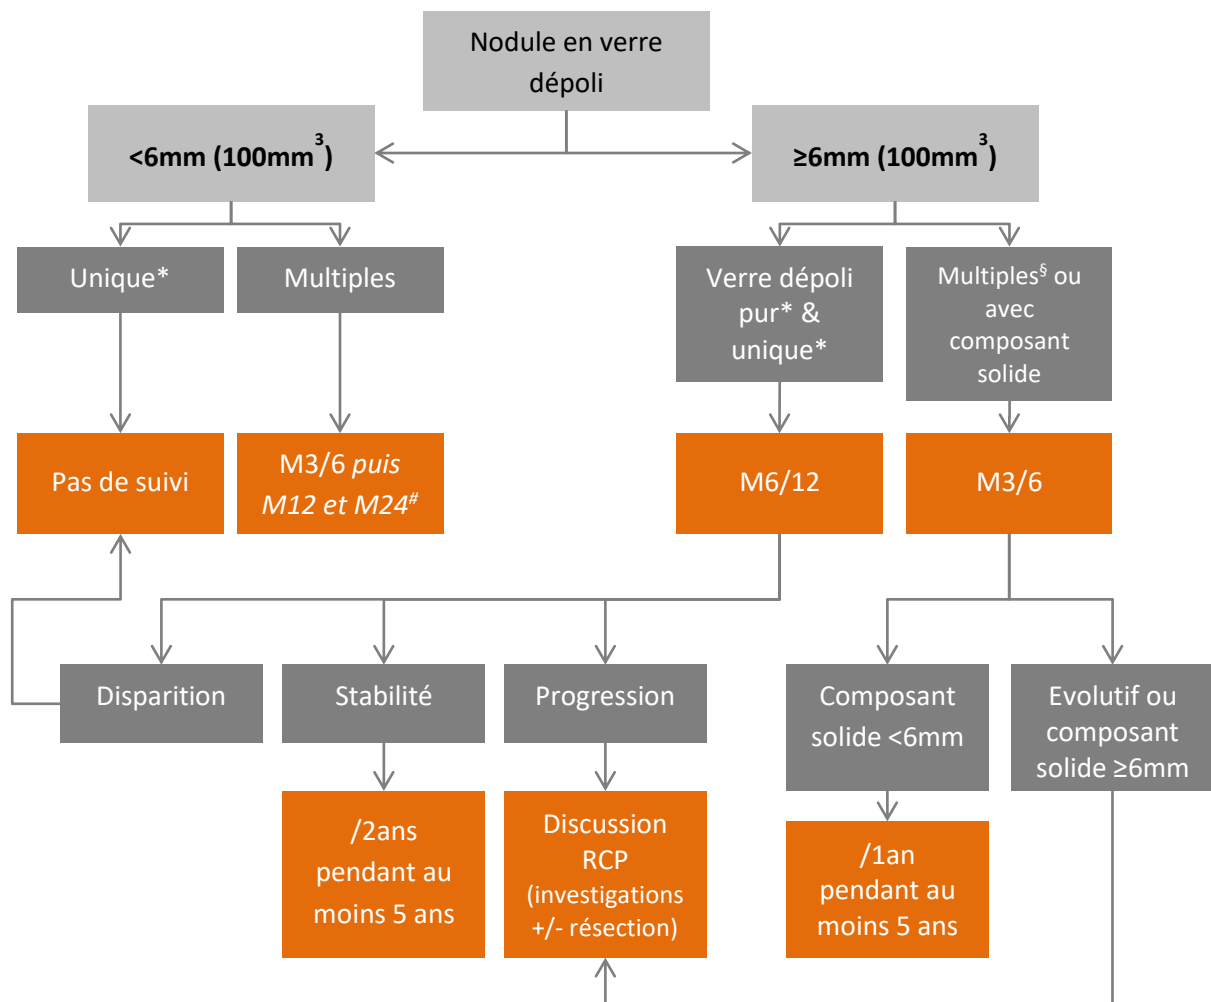 Nodule en verre
dépoli
<6mm (100mm³)
≥6mm (100mm³)
Unique*
Multiples
Verre dépoli
pur* &
unique*
Multiples§ ou
avec
composant
solide
Pas de suivi
M3/6 puis
M12 et M24#
M6/12
M3/6
Disparition
Stabilité
Progression
Composant
solide <6mm
Evolutif ou
composant
solide ≥6mm
/2ans
pendant au
moins 5 ans
Discussion
RCP
(investigations
+/- résection)
/1an
pendant au
moins 5 ans